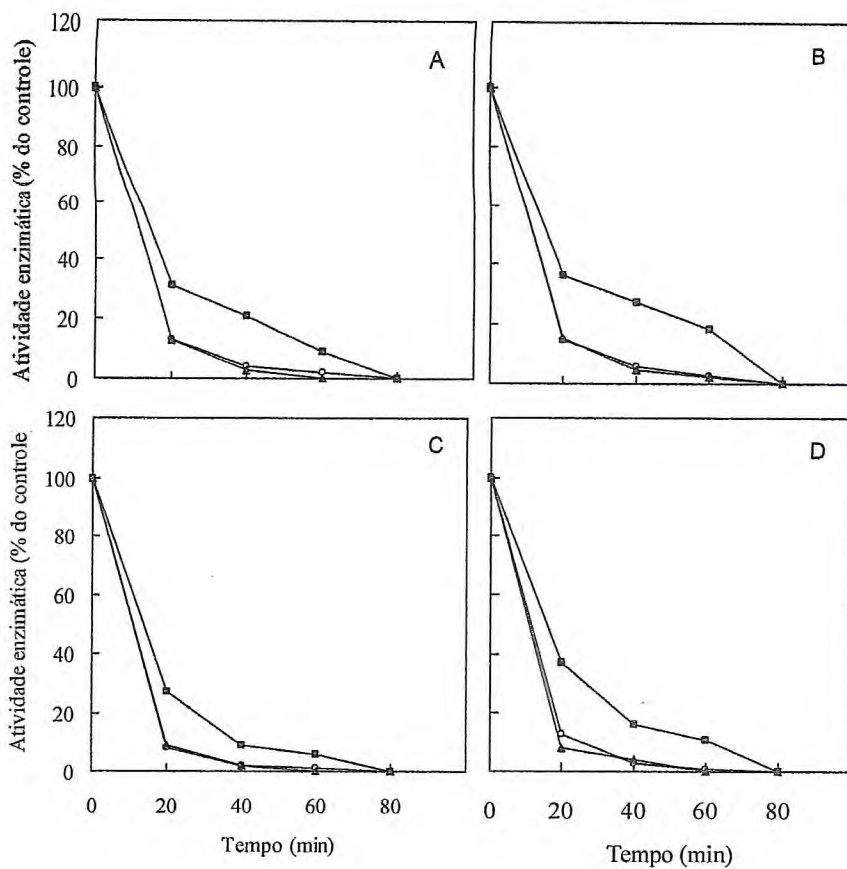 A
B
Atividade enzimática (% do controle)
120
100
80
60
40
20
0
C
D
Atividade enzimática (% do controle
120
100
80
60
40
20
0
0 20 40 60 80
0 20 40 60 80
Tempo (min)
Tempo (min)